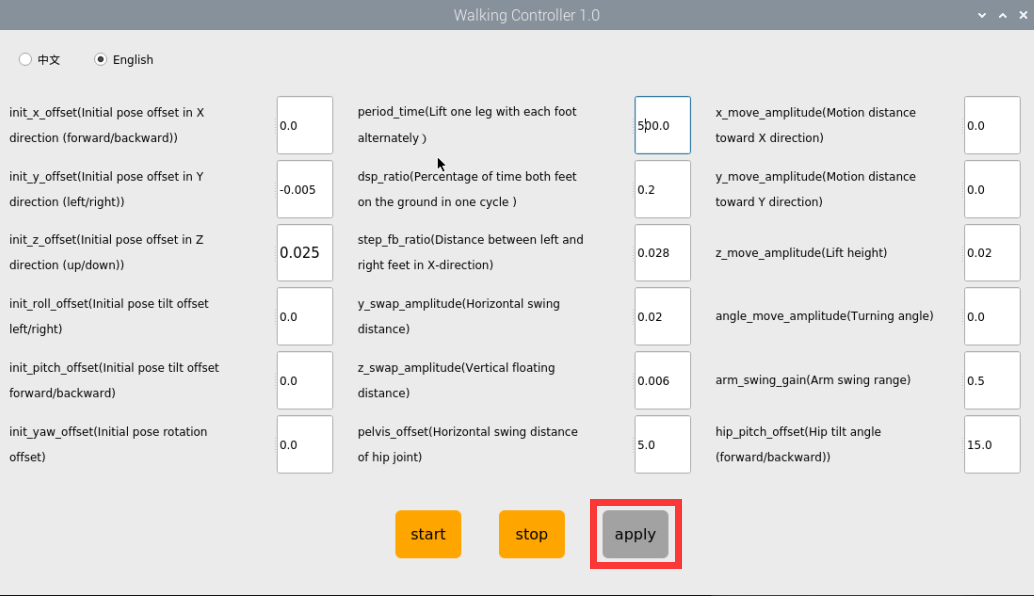 Walking Controller 1.0
中文
English
init_x_offset(Initial pose offset in X
direction (forward/backward))
0.0
period_time(Lift one leg with each foot
alternately )
500.0
x_move_amplitude(Motion distance
toward X direction)
0.0
init_y_offset(Initial pose offset in Y
direction (left/right))
-0.005
dsp_ratio(Percentage of time both feet
on the ground in one cycle )
0.2
y_move_amplitude(Motion distance
toward Y direction)
0.0
init_z_offset(Initial pose offset in Z
direction (up/down))
0.025
step_fb_ratio(Distance between left and
right feet in X-direction)
0.028
z_move_amplitude(Lift height)
0.02
init_roll_offset(Initial pose tilt offset
left/right)
0.0
y_swap_amplitude(Horizontal swing
distance)
0.02
angle_move_amplitude(Turning angle)
0.0
init_pitch_offset(Initial pose tilt offset
forward/backward)
0.0
z_swap_amplitude(Vertical floating
distance)
0.006
arm_swing_gain(Arm swing range)
0.5
init_yaw_offset(Initial pose rotation
offset)
0.0
pelvis_offset(Horizontal swing distance
of hip joint)
5.0
hip_pitch_offset(Hip tilt angle
(forward/backward))
15.0
start
stop
apply